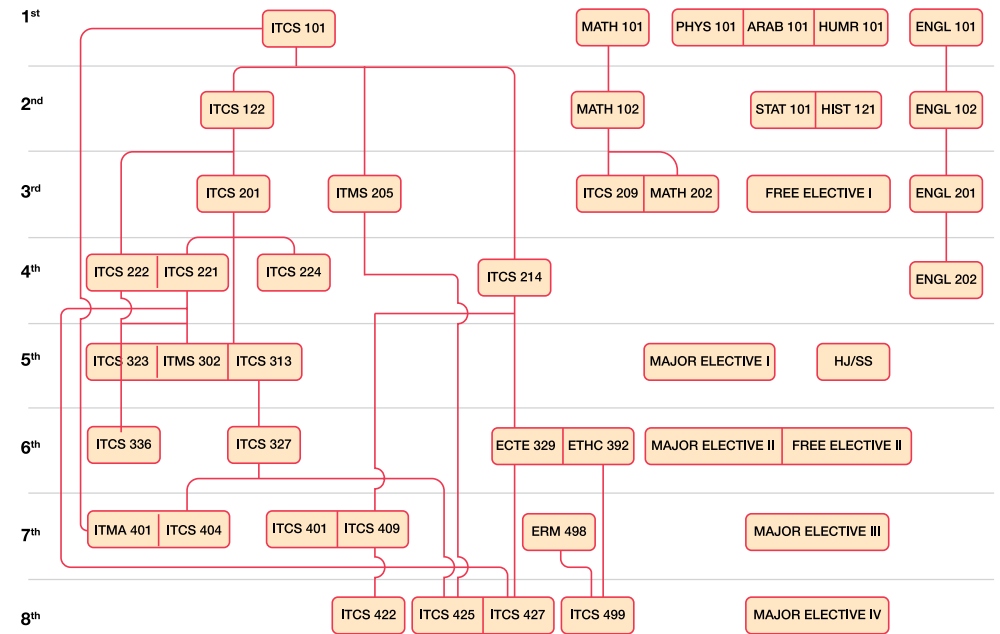 1st ITCS 101 MATH 101 PHYS 101 ARAB 101 HUMR 101 ENGL 101
2nd ITCS 122 MATH 102 STAT 101 HIST 121 ENGL 102
3rd ITCS 201 ITMS 205 ITCS 209 MATH 202 FREE ELECTIVE I ENGL 201
4th ITCS 222 ITCS 221 ITCS 224 ITCS 214 ENGL 202
5th ITCS 323 ITMS 302 ITCS 313 MAJOR ELECTIVE I HJ/SS
6th ITCS 336 ITCS 327 ECTE 329 ETHC 392 MAJOR ELECTIVE II FREE ELECTIVE II
7th ITMA 401 ITCS 404 ITCS 401 ITCS 409 ERM 498 MAJOR ELECTIVE III
8th ITCS 422 ITCS 425 ITCS 427 ITCS 499 MAJOR ELECTIVE IV